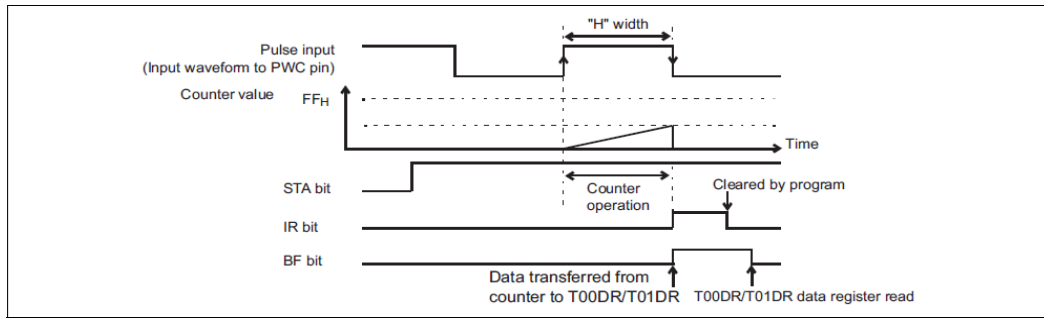 "H" width
Pulse input
(Input waveform to PWC pin)
Counter value FFH
Time
STA bit
Counter
operation
Cleared by program
IR bit
BF bit
Data transferred from
counter to T00DR/T01DR
T00DR/T01DR data register read